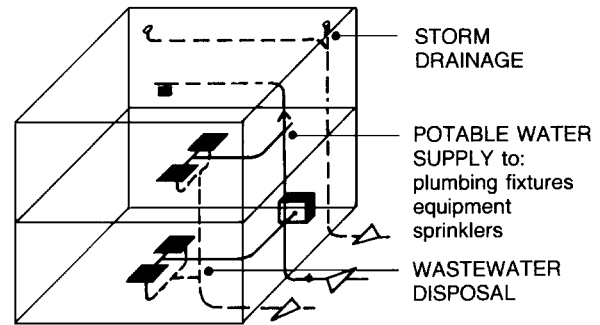 STORM
DRAINAGE
POTABLE WATER
SUPPLY to:
plumbing fixtures
equipment
sprinklers
WASTEWATER
DISPOSAL